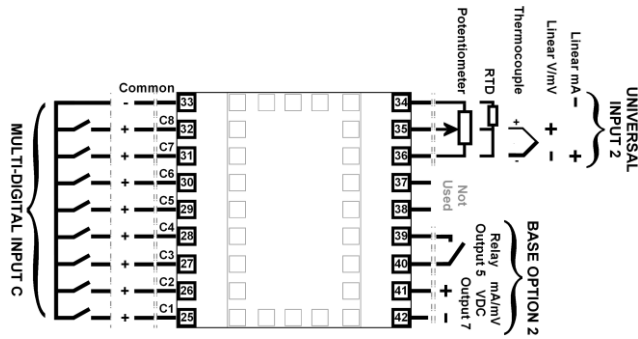 Potentiometer
RTD
Thermocouple
Linear V/mV
Linear mA
UNIVERSAL
INPUT 2
Common
- 33
C8
+ 32
C7
+ 31
C6
+ 30
C5
+ 29
C4
+ 28
C3
+ 27
C2
+ 26
C1
+ 25
MULTI-DIGITAL INPUT C
34
35
36
37
38
39
40
41
42
+ -
+ -
- +
Not
Used
Relay
Output 5
mA/mV
VDC
Output 7
+
-
BASE OPTION 2